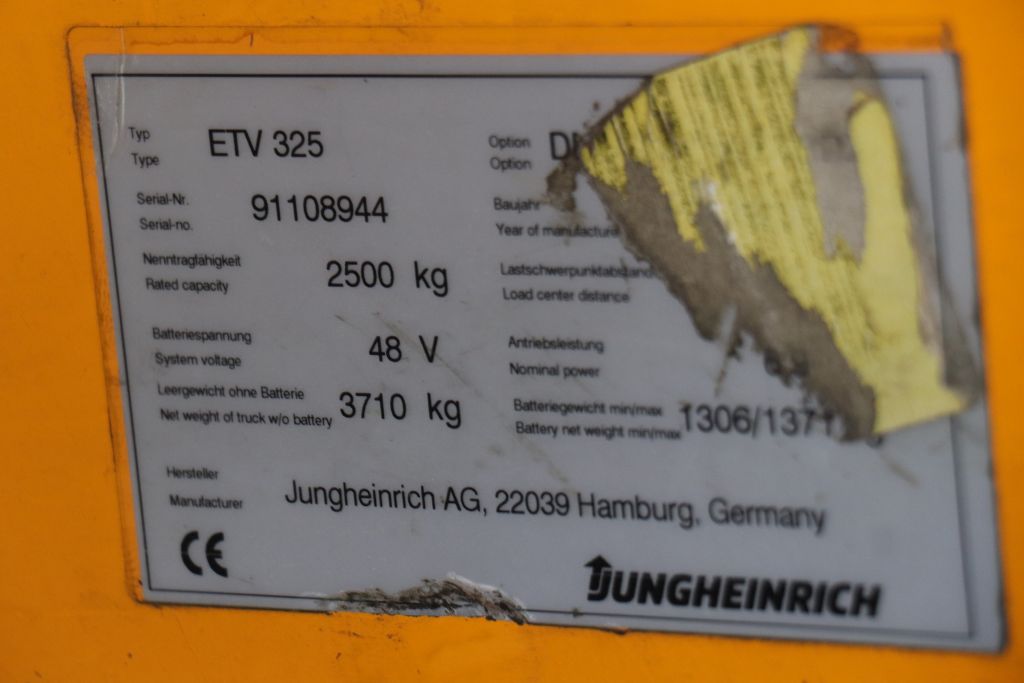 Typ
Type
ETV 325
Option
Option
Serial-Nr.
Serial-no.
91108944
Baujahr
Year of manufacture
Nenntragfähigkeit
Rated capacity
2500 kg
Lastschwerpunktabstand
Load center distance
Batteriespannung
System voltage
48 V
Antriebsleistung
Nominal power
Leergewicht ohne Batterie
Net weight of truck w/o battery
3710 kg
Batteriegewicht min/max
Battery net weight min/max
Hersteller
Manufacturer
Jungheinrich AG, 22039 Hamburg, Germany
CE
JUNGHEINRICH